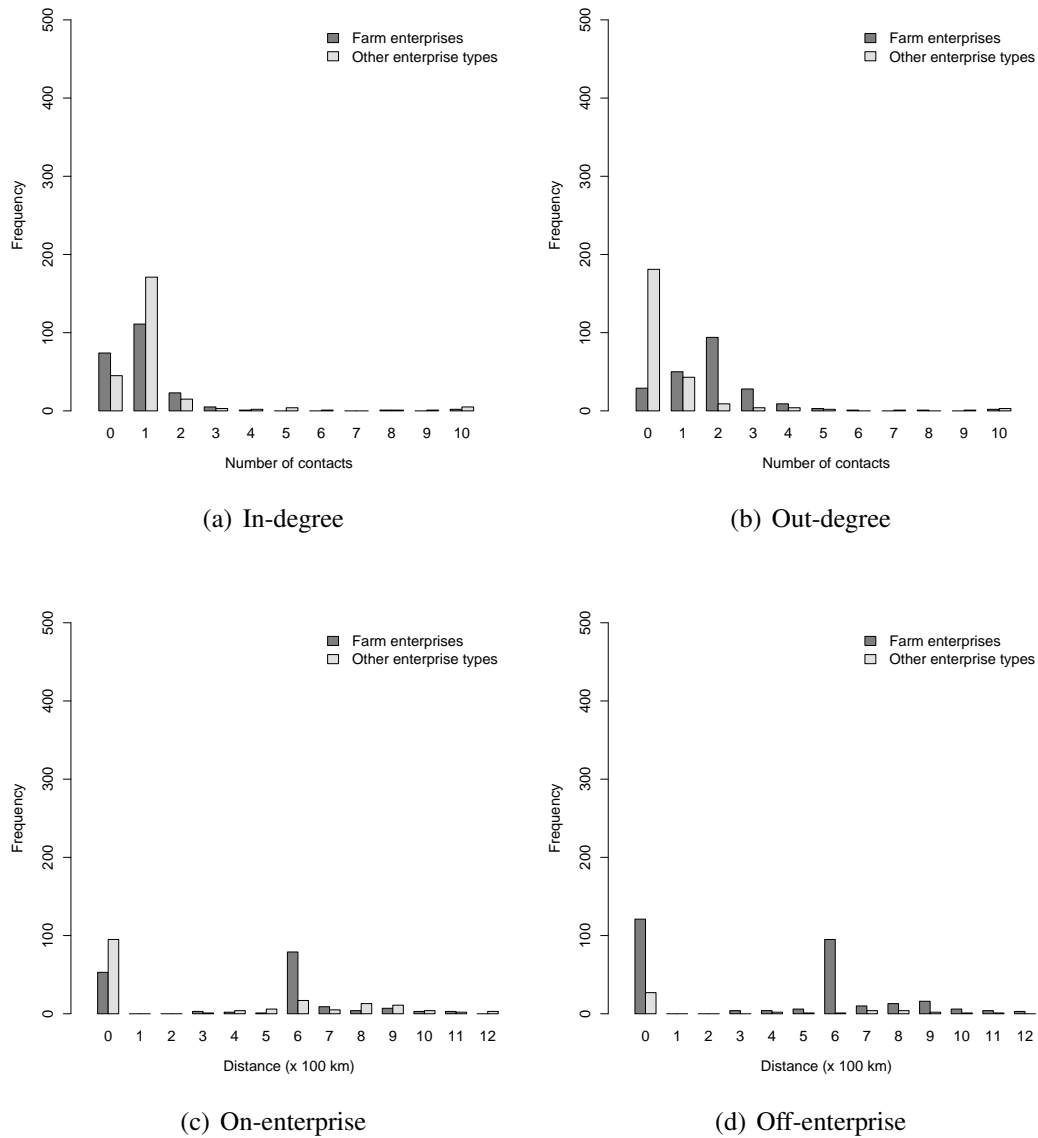 500
400
300
200
100
0
Frequency
Farm enterprises
Other enterprise types
0 1 2 3 4 5 6 7 8 9 10
Number of contacts
(a) In-degree
500
400
300
200
100
0
Frequency
Farm enterprises
Other enterprise types
0 1 2 3 4 5 6 7 8 9 10
Number of contacts
(b) Out-degree
500
400
300
200
100
0
Frequency
Farm enterprises
Other enterprise types
0 1 2 3 4 5 6 7 8 9 10 11 12
Distance (x 100 km)
(c) On-enterprise
500
400
300
200
100
0
Frequency
Farm enterprises
Other enterprise types
0 1 2 3 4 5 6 7 8 9 10 11 12
Distance (x 100 km)
(d) Off-enterprise